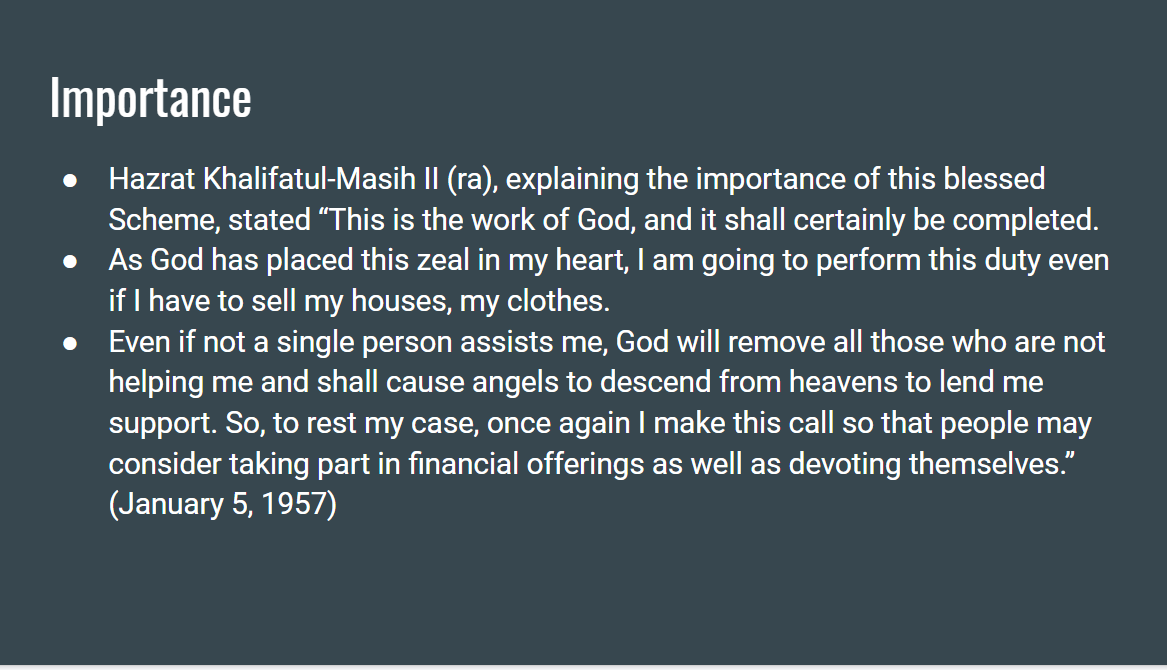 Importance
● Hazrat Khalifatul-Masih II (ra), explaining the importance of this blessed
Scheme, stated “This is the work of God, and it shall certainly be completed.
● As God has placed this zeal in my heart, I am going to perform this duty even
if I have to sell my houses, my clothes.
● Even if not a single person assists me, God will remove all those who are not
helping me and shall cause angels to descend from heavens to lend me
support. So, to rest my case, once again I make this call so that people may
consider taking part in financial offerings as well as devoting themselves.”
(January 5, 1957)